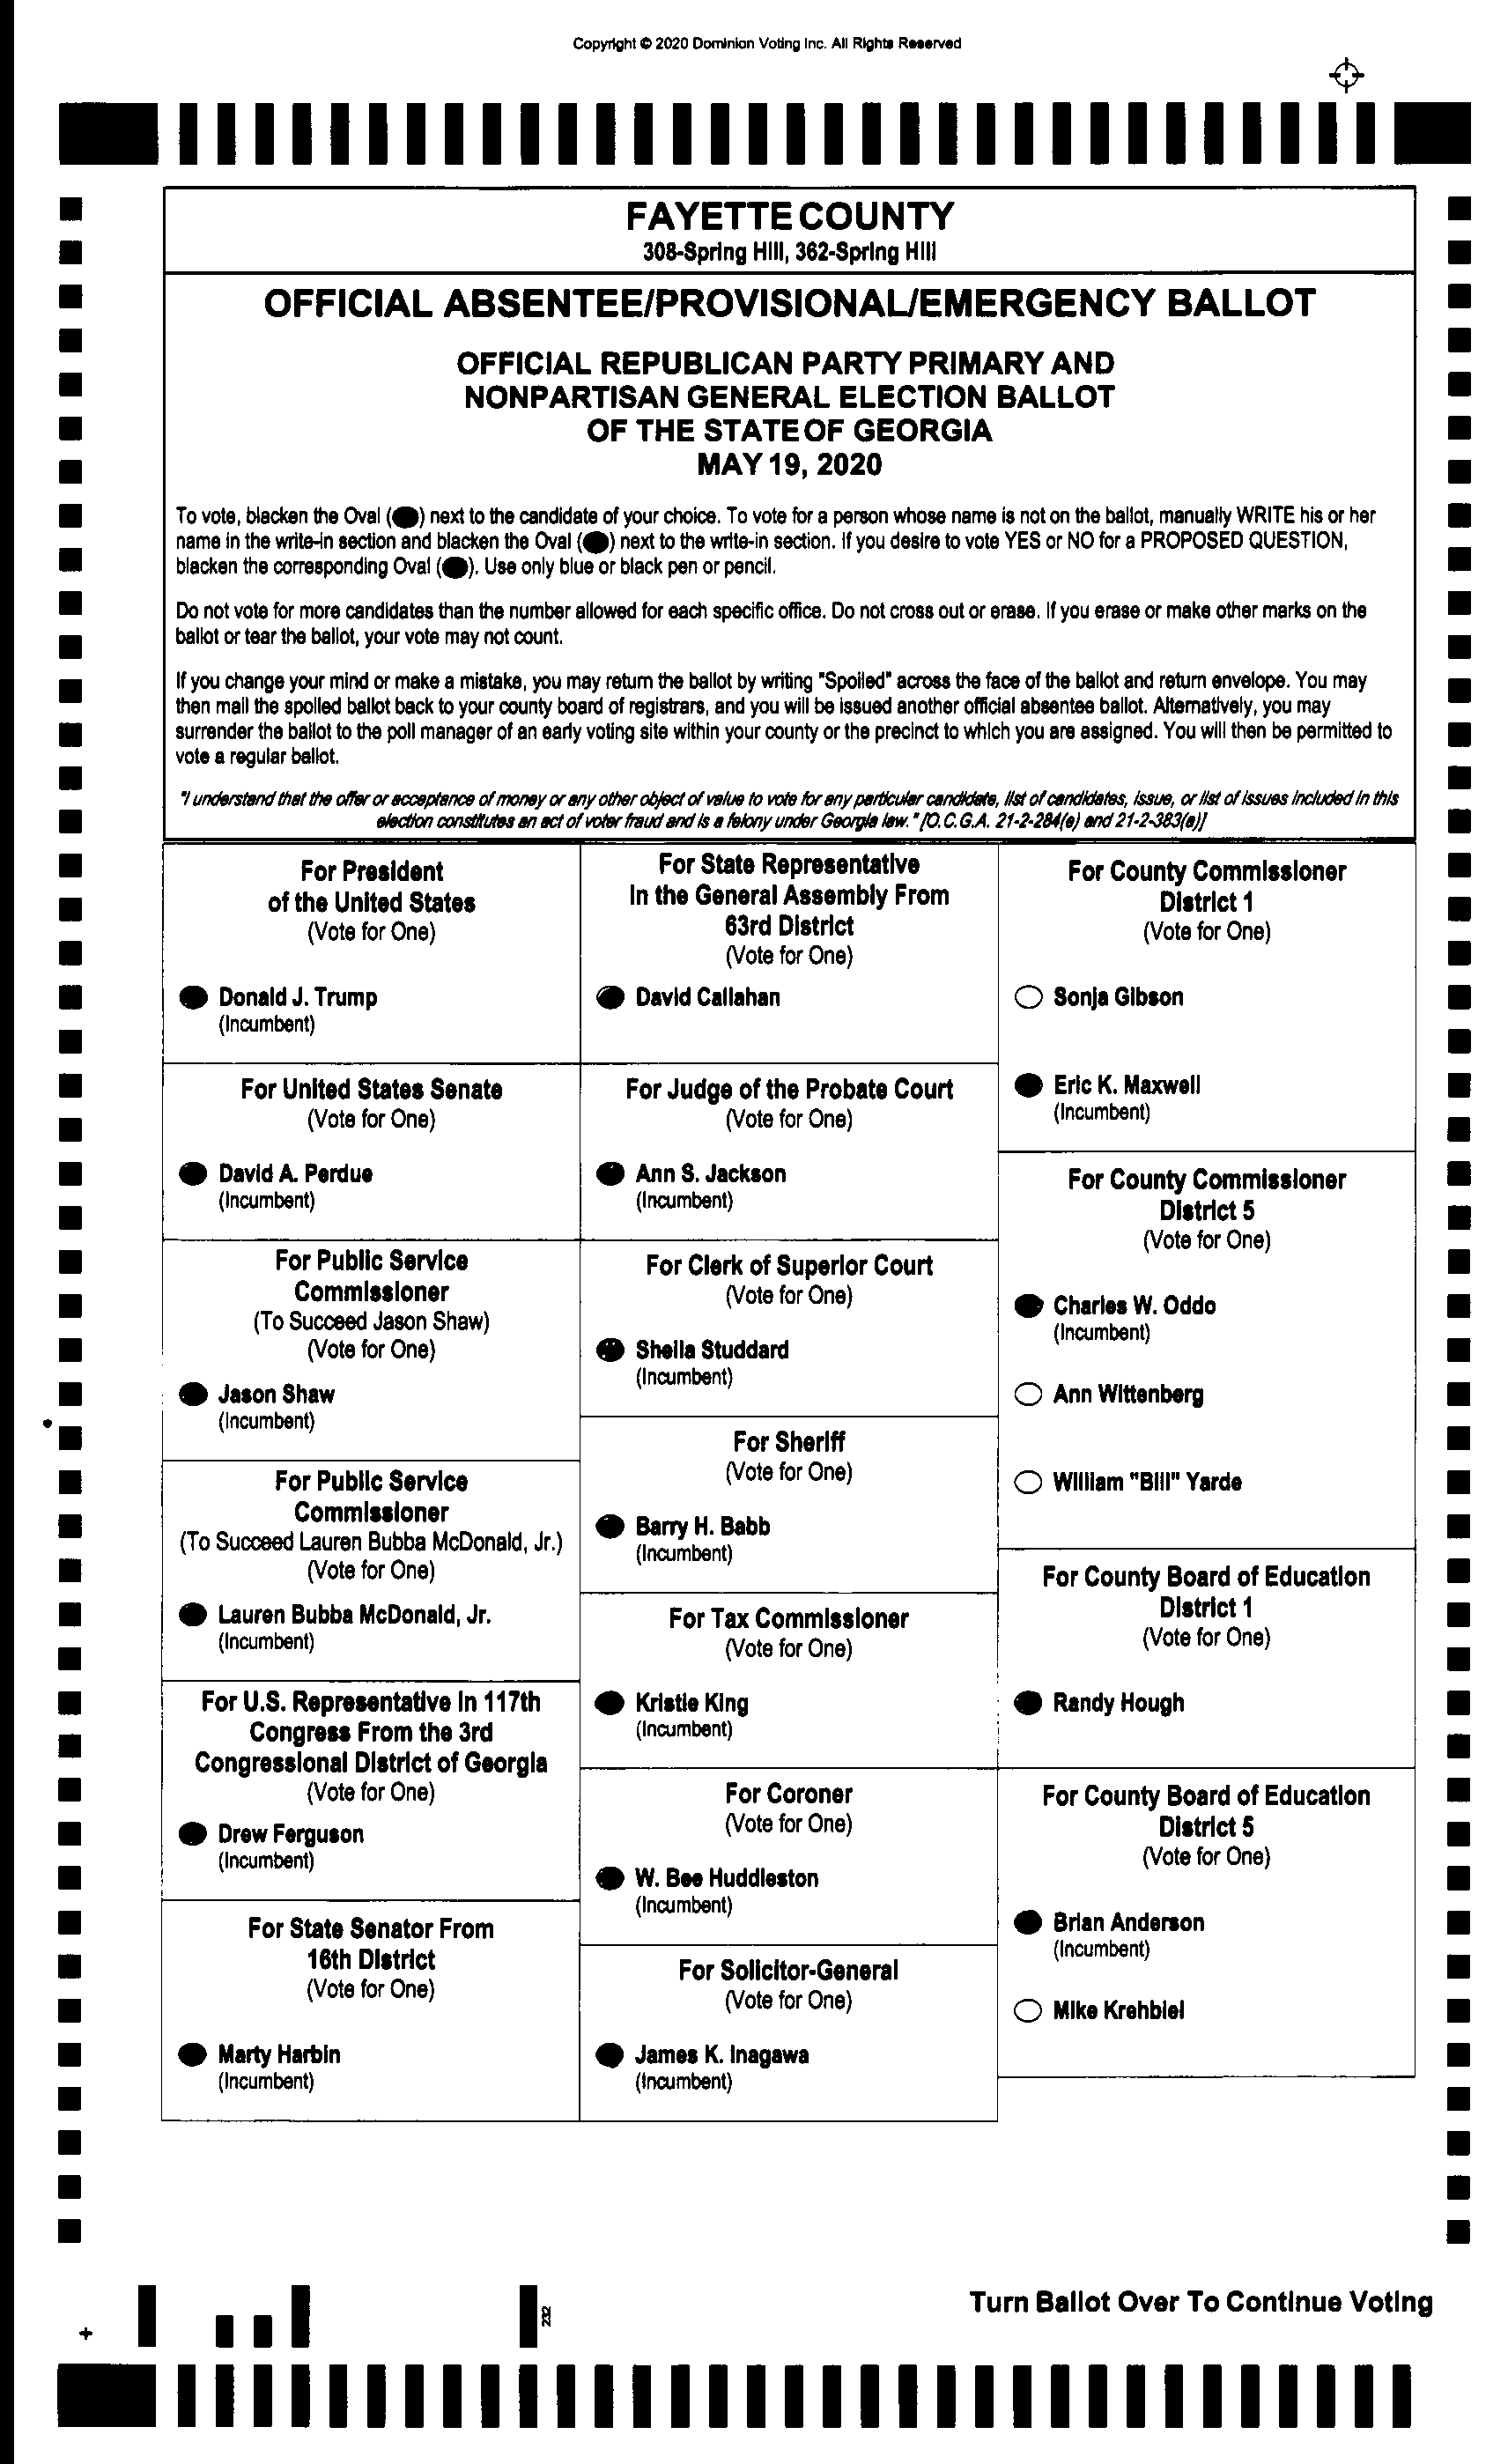 Copyright © 2020 Dominion Voting Inc. All Rights Reserved
FAYETTE COUNTY
308-Spring Hill, 362-Spring Hill
OFFICIAL ABSENTEE/PROVISIONAL/EMERGENCY BALLOT
OFFICIAL REPUBLICAN PARTY PRIMARY AND
NONPARTISAN GENERAL ELECTION BALLOT
OF THE STATE OF GEORGIA
MAY 19, 2020
To vote, blacken the Oval ( ) next to the candidate of your choice. To vote for a person whose name is not on the ballot, manually WRITE his or her
name in the write-in section and blacken the Oval ( ) next to the write-in section. If you desire to vote YES or NO for a PROPOSED QUESTION,
blacken the corresponding Oval ( ). Use only blue or black pen or pencil.
Do not vote for more candidates than the number allowed for each specific office. Do not cross out or erase. If you erase or make other marks on the
ballot or tear the ballot, your vote may not count.
If you change your mind or make a mistake, you may return the ballot by writing "Spoiled" across the face of the ballot and return envelope. You may
then mail the spoiled ballot back to your county board of registrars, and you will be issued another official absentee ballot. Alternatively, you may
surrender the ballot to the poll manager of an early voting site within your county or the precinct to which you are assigned. You will then be permitted to
vote a regular ballot.
"I understand that the offer or acceptance of money or any other object of value to vote for any particular candidate, list of candidates, issue, or list of issues included in this
election constitutes an act of voter fraud and is a felony under Georgia law." [O.C.G.A. 21-2-284(e) and 21-2-383(a)]
For President
of the United States
(Vote for One)
Donald J. Trump
(Incumbent)
For United States Senate
(Vote for One)
David A. Perdue
(Incumbent)
For Public Service
Commissioner
(To Succeed Jason Shaw)
(Vote for One)
Jason Shaw
(Incumbent)
For Public Service
Commissioner
(To Succeed Lauren Bubba McDonald, Jr.)
(Vote for One)
Lauren Bubba McDonald, Jr.
(Incumbent)
For U.S. Representative in 117th
Congress From the 3rd
Congressional District of Georgia
(Vote for One)
Drew Ferguson
(Incumbent)
For State Senator From
16th District
(Vote for One)
Marty Harbin
(Incumbent)
For State Representative
In the General Assembly From
63rd District
(Vote for One)
David Callahan
For Judge of the Probate Court
(Vote for One)
Ann S. Jackson
(Incumbent)
For Clerk of Superior Court
(Vote for One)
Sheila Studdard
(Incumbent)
For Sheriff
(Vote for One)
Barry H. Babb
(Incumbent)
For Tax Commissioner
(Vote for One)
Kristie King
(Incumbent)
For Coroner
(Vote for One)
W. Bee Huddleston
(Incumbent)
For Solicitor-General
(Vote for One)
James K. Inagawa
(Incumbent)
For County Commissioner
District 1
(Vote for One)
Sonja Gibson
Eric K. Maxwell
(Incumbent)
For County Commissioner
District 5
(Vote for One)
Charles W. Oddo
(Incumbent)
Ann Wittenberg
William "Bill" Yarde
For County Board of Education
District 1
(Vote for One)
Randy Hough
For County Board of Education
District 5
(Vote for One)
Brian Anderson
(Incumbent)
Mike Krehbiel
Turn Ballot Over To Continue Voting
232